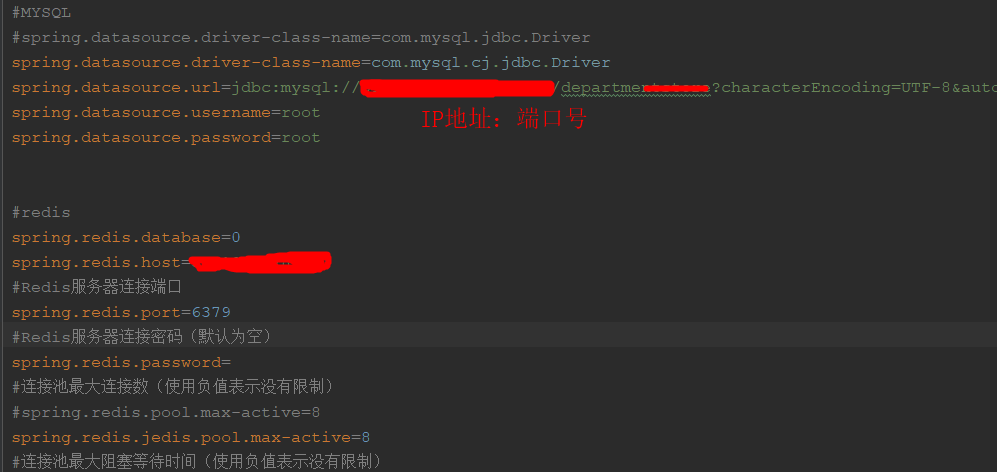 #MYSQL
#spring.datasource.driver-class-name=com.mysql.jdbc.Driver
spring.datasource.driver-class-name=com.mysql.cj.jdbc.Driver
spring.datasource.url=jdbc:mysql:// /department ?characterEncoding=UTF-8&auto
spring.datasource.username=root
IP地址：端口号
spring.datasource.password=root
#redis
spring.redis.database=0
spring.redis.host=
#Redis服务器连接端口
spring.redis.port=6379
#Redis服务器连接密码（默认为空）
spring.redis.password=
#连接池最大连接数（使用负值表示没有限制）
#spring.redis.pool.max-active=8
spring.redis.jedis.pool.max-active=8
#连接池最大阻塞等待时间（使用负值表示没有限制）